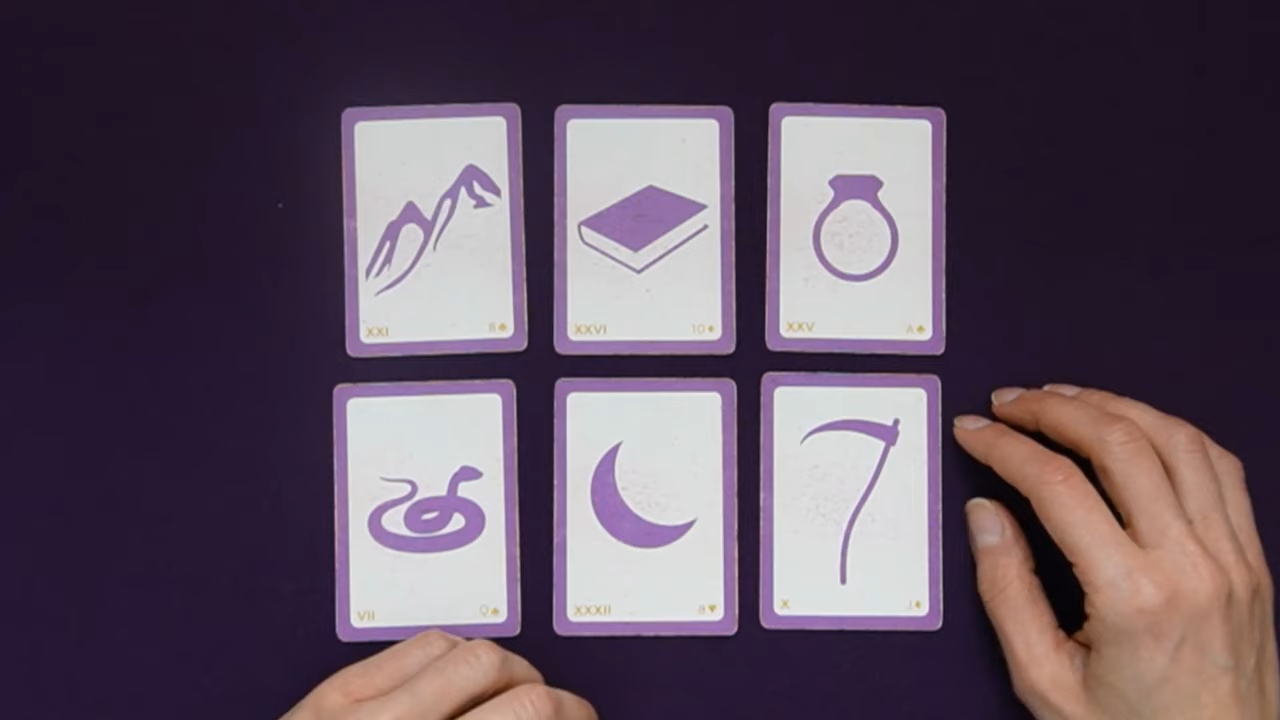 XXI 8♣
XXVI 10♦
XXV A♣
VII Q♣
XXXII 8♥
X J♦